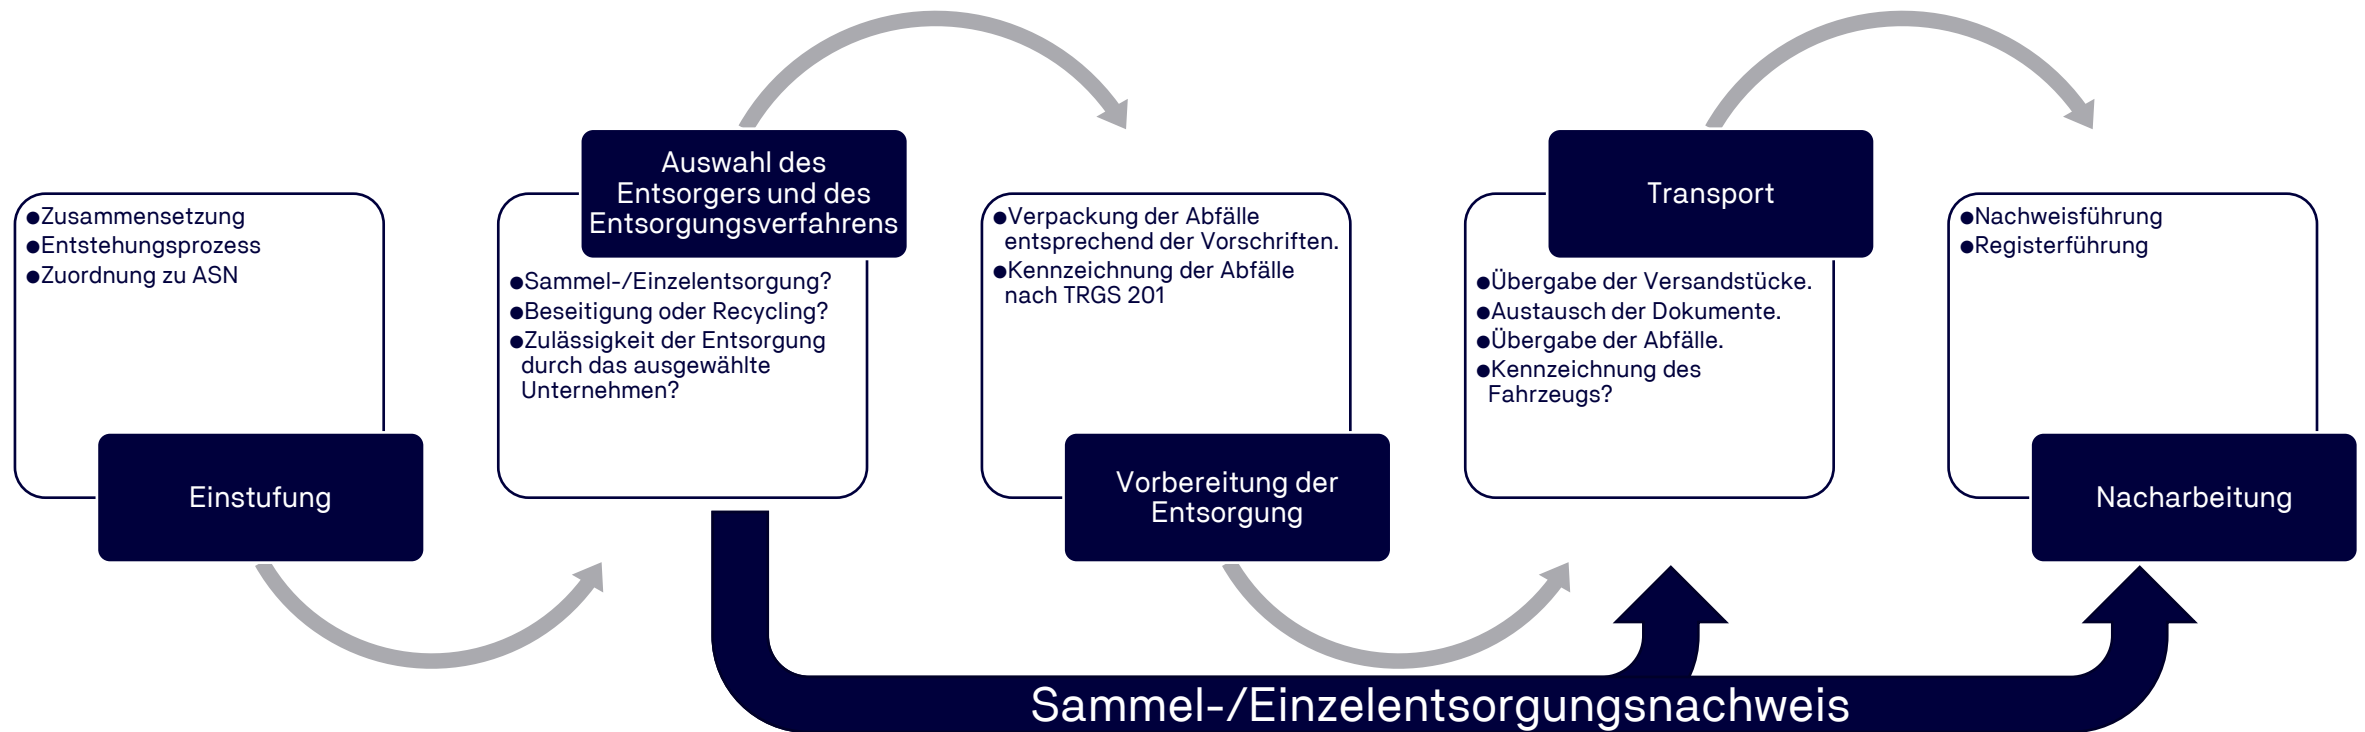 ●Zusammensetzung
●Entstehungsprozess
●Zuordnung zu ASN
Einstufung
Auswahl des
Entsorgers und des
Entsorgungsverfahrens
●Sammel-/Einzelentsorgung?
●Beseitigung oder Recycling?
●Zulässigkeit der Entsorgung
durch das ausgewählte
Unternehmen?
●Verpackung der Abfälle
entsprechend der Vorschriften.
●Kennzeichnung der Abfälle
nach TRGS 201
Vorbereitung der
Entsorgung
Transport
●Übergabe der Versandstücke.
●Austausch der Dokumente.
●Übergabe der Abfälle.
●Kennzeichnung des
Fahrzeugs?
●Nachweisführung
●Registerführung
Nacharbeitung
Sammel-/Einzelentsorgungsnachweis